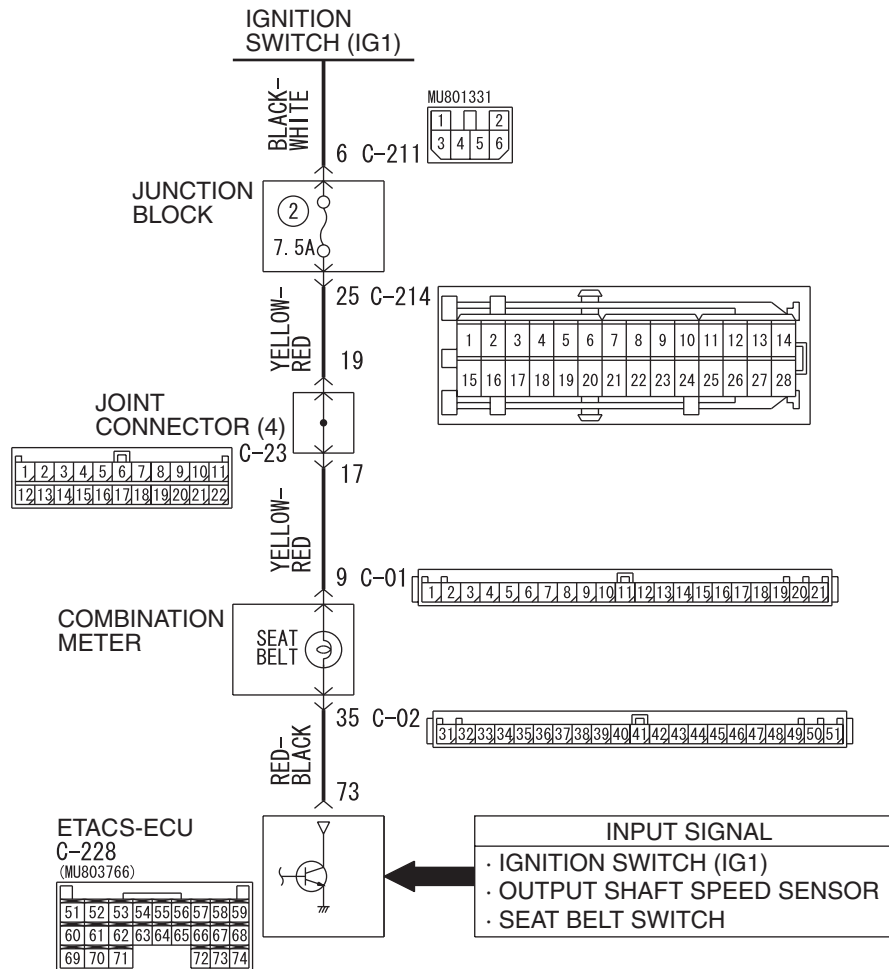 IGNITION
SWITCH (IG1)
BLACK-
WHITE
MU801331
1 2
3 4 5 6
6 C-211
JUNCTION
BLOCK
2
7.5A
25 C-214
YELLOW-
RED
19
1 2 3 4 5 6 7 8 9 10 11 12 13 14
15 16 17 18 19 20 21 22 23 24 25 26 27 28
JOINT
CONNECTOR (4)
C-23
17
1 2 3 4 5 6 7 8 9 10 11
12 13 14 15 16 17 18 19 20 21 22
YELLOW-
RED
9 C-01
1 2 3 4 5 6 7 8 9 10 11 12 13 14 15 16 17 18 19 20 21
COMBINATION
METER
SEAT
BELT
35 C-02
31 32 33 34 35 36 37 38 39 40 41 42 43 44 45 46 47 48 49 50 51
RED-
BLACK
73
ETACS-ECU
C-228
(MU803766)
51 52 53 54 55 56 57 58 59
60 61 62 63 64 65 66 67 68
69 70 71 72 73 74
INPUT SIGNAL
· IGNITION SWITCH (IG1)
· OUTPUT SHAFT SPEED SENSOR
· SEAT BELT SWITCH